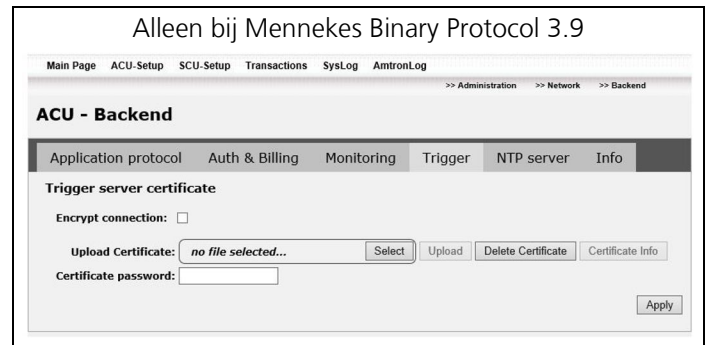 Alleen bij Mennekes Binary Protocol 3.9
Main Page ACU-Setup SCU-Setup Transactions SysLog AmtronLog
>> Administration >> Network >> Backend
ACU - Backend
Application protocol Auth & Billing Monitoring Trigger NTP server Info
Trigger server certificate
Encrypt connection:
Upload Certificate: no file selected... Select Upload Delete Certificate Certificate Info
Certificate password:
Apply